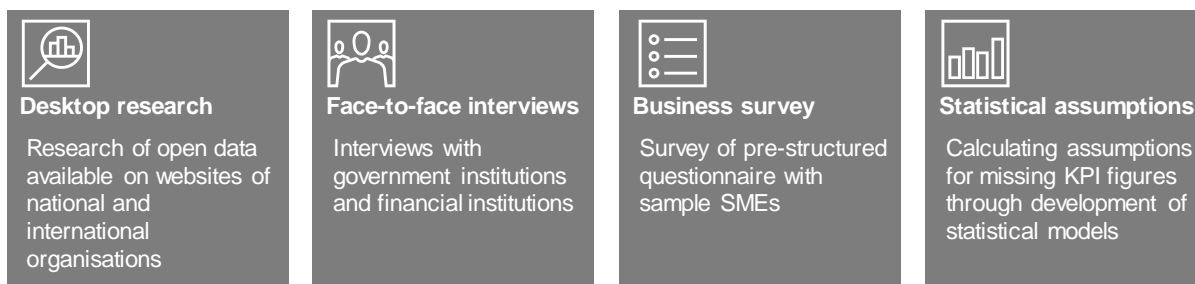 Desktop research
Research of open data
available on websites of
national and
international
organisations
Face-to-face interviews
Interviews with
government institutions
and financial institutions
Business survey
Survey of pre-structured
questionnaire with
sample SMEs
Statistical assumptions
Calculating assumptions
for missing KPI figures
through development of
statistical models